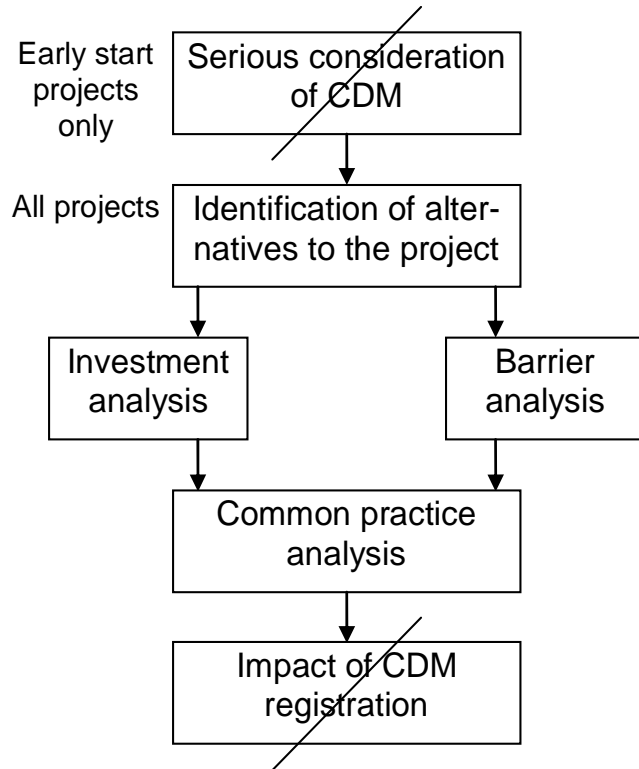 Early start
projects
only
Serious consideration
of CDM
All projects
Identification of alter-
natives to the project
Investment
analysis
Barrier
analysis
Common practice
analysis
Impact of CDM
registration